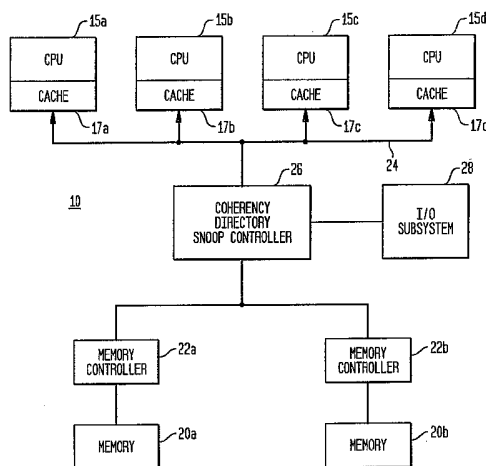 15a
15b
15c
15d
CPU
CPU
CPU
CPU
CACHE
CACHE
CACHE
CACHE
17a
17b
17c
17d
24
26
28
10
COHERENCY
DIRECTORY
SNOOP CONTROLLER
I/O
SUBSYSTEM
22a
22b
MEMORY
CONTROLLER
MEMORY
CONTROLLER
20a
20b
MEMORY
MEMORY